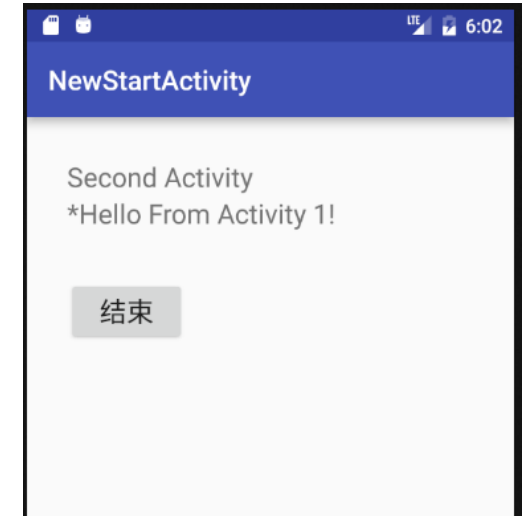 LTE 6:02
NewStartActivity
Second Activity
*Hello From Activity 1!
结束